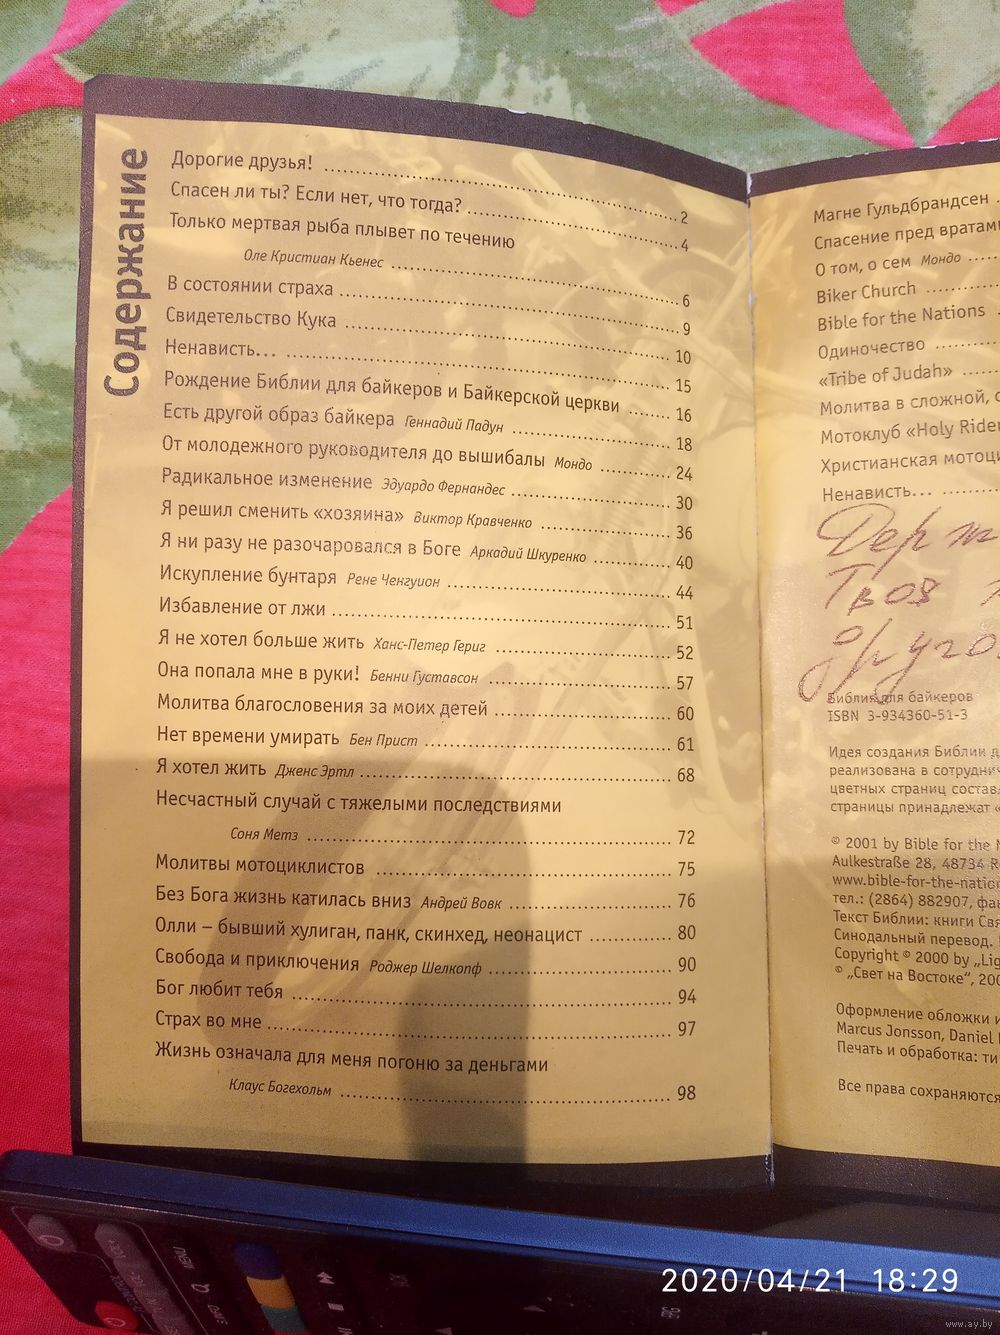 Содержание
Дорогие друзья! ........ 2
Спасен ли ты? Если нет, что тогда? ........ 4
Только мертвая рыба плывет по течению
Оле Кристиан Кьенес ........ 6
В состоянии страха ........ 9
Свидетельство Кука ........ 10
Ненависть... ........ 15
Рождение Библии для байкеров и Байкерской церкви ........ 16
Есть другой образ байкера Геннадий Падун ........ 18
От молодежного руководителя до вышибалы Мондо ........ 24
Радикальное изменение Эдуардо Фернандес ........ 30
Я решил сменить «хозяина» Виктор Кравченко ........ 36
Я ни разу не разочаровался в Боге Аркадий Шкуренко ........ 40
Искупление бунтаря Рене Ченгуион ........ 44
Избавление от лжи ........ 51
Я не хотел больше жить Ханс-Петер Гериг ........ 52
Она попала мне в руки! Бенни Густавсон ........ 57
Молитва благословения за моих детей ........ 60
Нет времени умирать Бен Прист ........ 61
Я хотел жить Дженс Эртл ........ 68
Несчастный случай с тяжелыми последствиями
Соня Метз ........ 72
Молитвы мотоциклистов ........ 75
Без Бога жизнь катилась вниз Андрей Вовк ........ 76
Олли – бывший хулиган, панк, скинхед, неонацист ........ 80
Свобода и приключения Роджер Шелкопф ........ 90
Бог любит тебя ........ 94
Страх во мне ........ 97
Жизнь означала для меня погоню за деньгами
Клаус Богехольм ........ 98
Магне Гульдбрандсен
Спасение пред вратами
О том, о сем Мондо ........
Biker Church ........
Bible for the Nations
Одиночество ........
«Tribe of Judah» ........
Молитва в сложной,
Мотоклуб «Holy Rider
Христианская мотоци
Ненависть... ........
Держ
Твоя
друго
Библия для байкеров
ISBN 3-934360-51-3
Идея создания Библии д
реализована в сотруднич
цветных страниц состав
страницы принадлежат «
© 2001 by Bible for the N
Aulkestraße 28, 48734 R
www.bible-for-the-natio
тел.: (2864) 882907, фак
Текст Библии: книги Свя
Синодальный перевод.
Copyright © 2000 by „Lig
© „Свет на Востоке“, 200
Оформление обложки и
Marcus Jonsson, Daniel
Печать и обработка: ти
Все права сохраняются
MENU
2020/04/21 18:29
www.ay.by